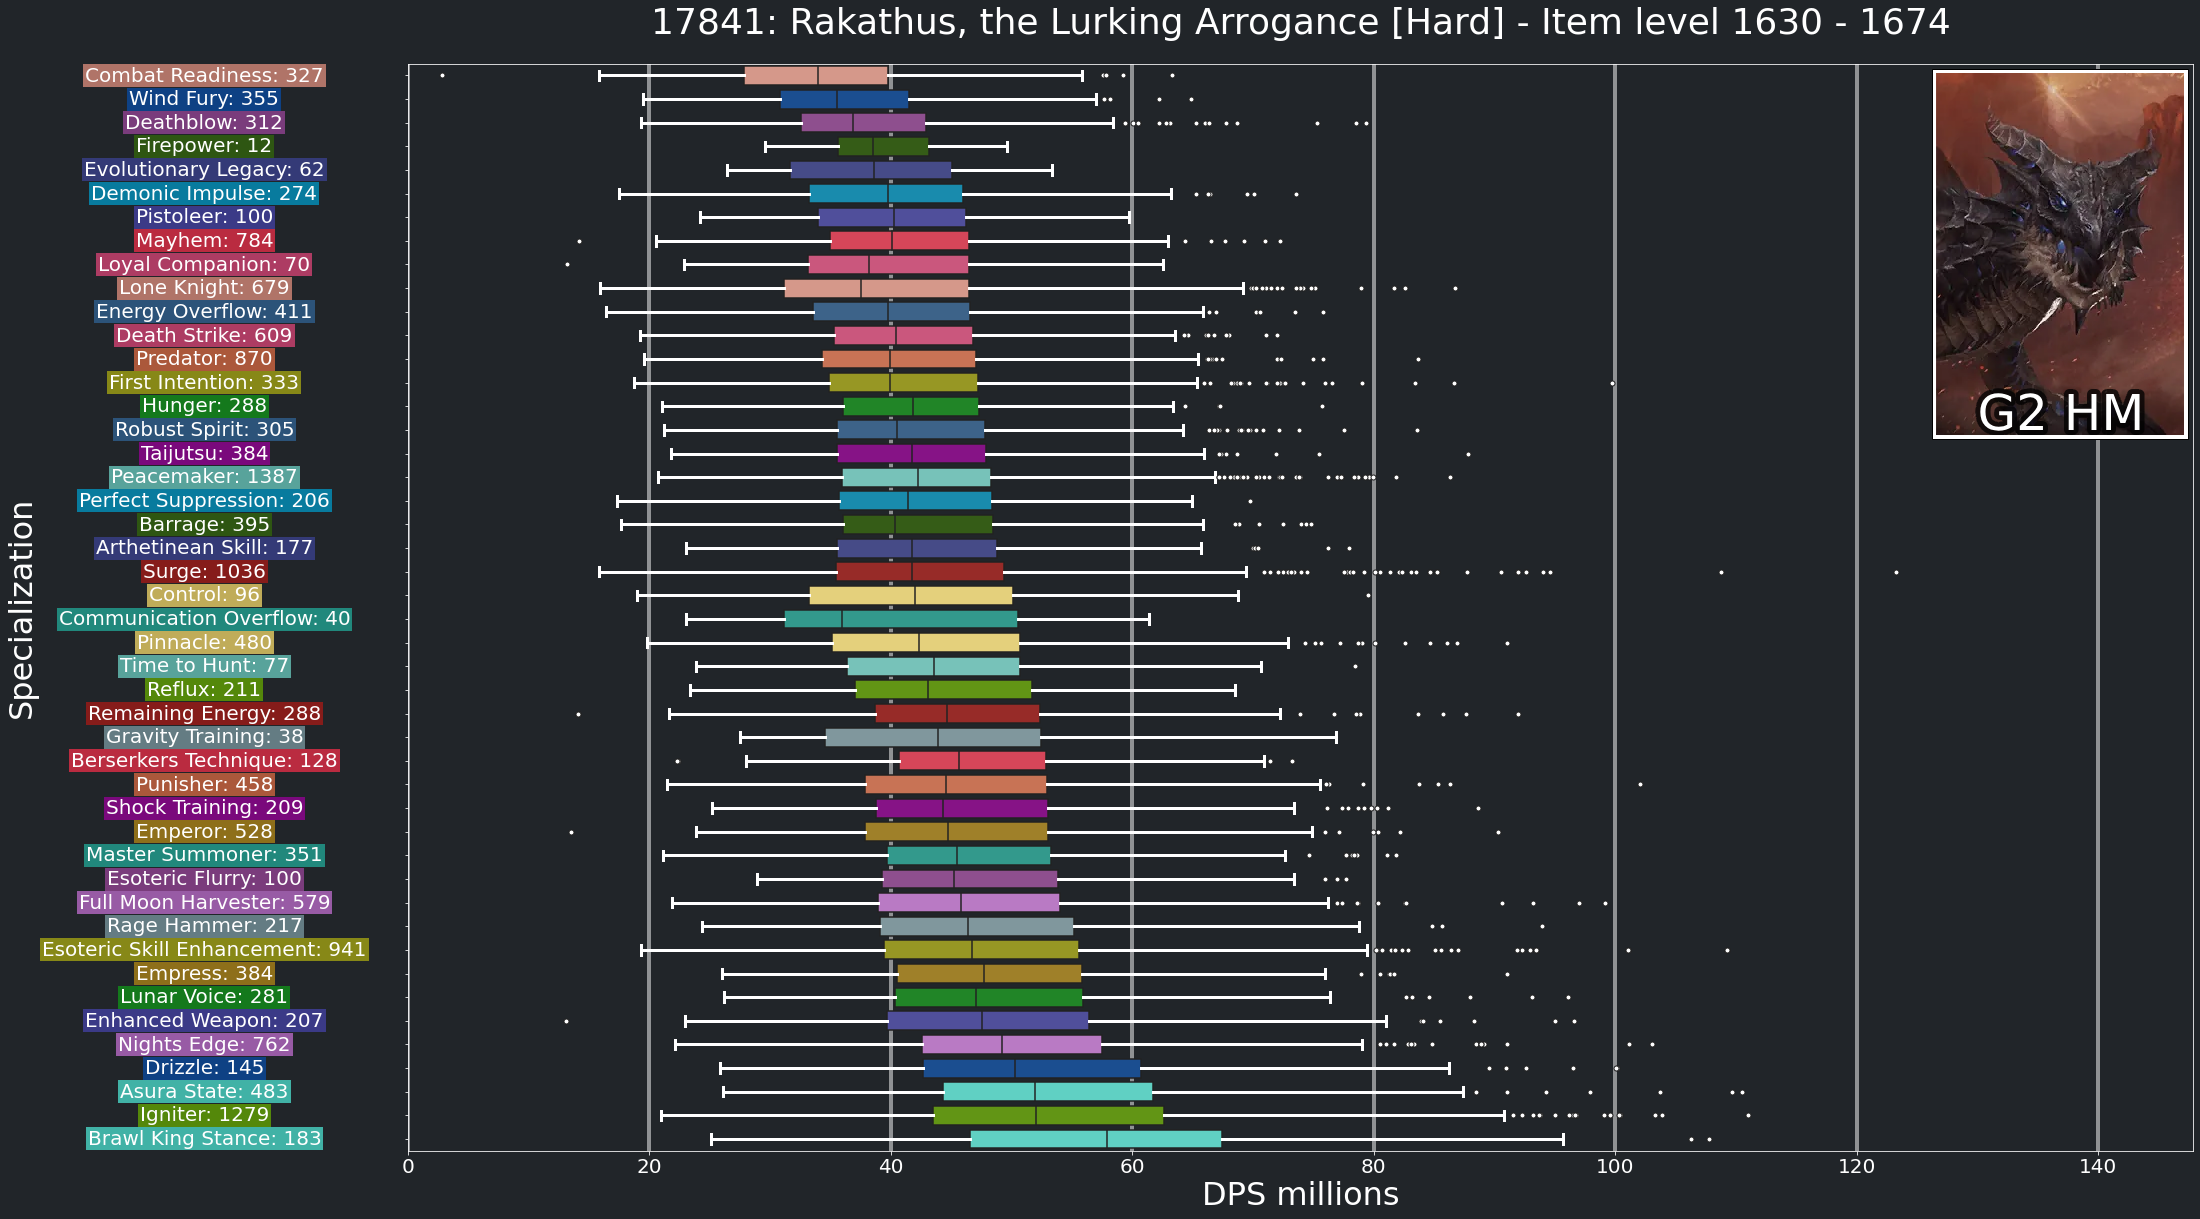 17841: Rakathus, the Lurking Arrogance [Hard] - Item level 1630 - 1674
Combat Readiness: 327
Wind Fury: 355
Deathblow: 312
Firepower: 12
Evolutionary Legacy: 62
Demonic Impulse: 274
Pistoleer: 100
Mayhem: 784
Loyal Companion: 70
Lone Knight: 679
Energy Overflow: 411
Death Strike: 609
Predator: 870
First Intention: 333
Hunger: 288
Robust Spirit: 305
Taijutsu: 384
Peacemaker: 1387
Perfect Suppression: 206
Barrage: 395
Arthetinean Skill: 177
Surge: 1036
Control: 96
Communication Overflow: 40
Pinnacle: 480
Time to Hunt: 77
Reflux: 211
Remaining Energy: 288
Gravity Training: 38
Berserkers Technique: 128
Punisher: 458
Shock Training: 209
Emperor: 528
Master Summoner: 351
Esoteric Flurry: 100
Full Moon Harvester: 579
Rage Hammer: 217
Esoteric Skill Enhancement: 941
Empress: 384
Lunar Voice: 281
Enhanced Weapon: 207
Nights Edge: 762
Drizzle: 145
Asura State: 483
Igniter: 1279
Brawl King Stance: 183
Specialization
G2 HM
0 20 40 60 80 100 120 140
DPS millions